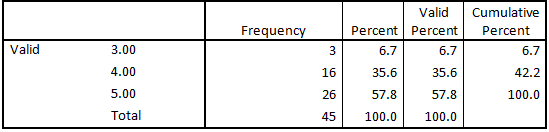 Frequency Percent Valid Percent Cumulative Percent
Valid 3.00 3 6.7 6.7 6.7
4.00 16 35.6 35.6 42.2
5.00 26 57.8 57.8 100.0
Total 45 100.0 100.0